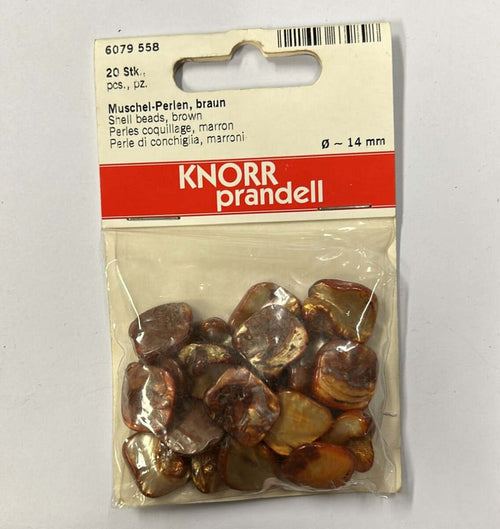 6079 558
20 Stk.,
pcs., pz.
Muschel-Perlen, braun
Shell beads, brown
Perles coquillage, marron
Perle di conchiglia, marroni
Ø ~ 14 mm
KNORR
prandell